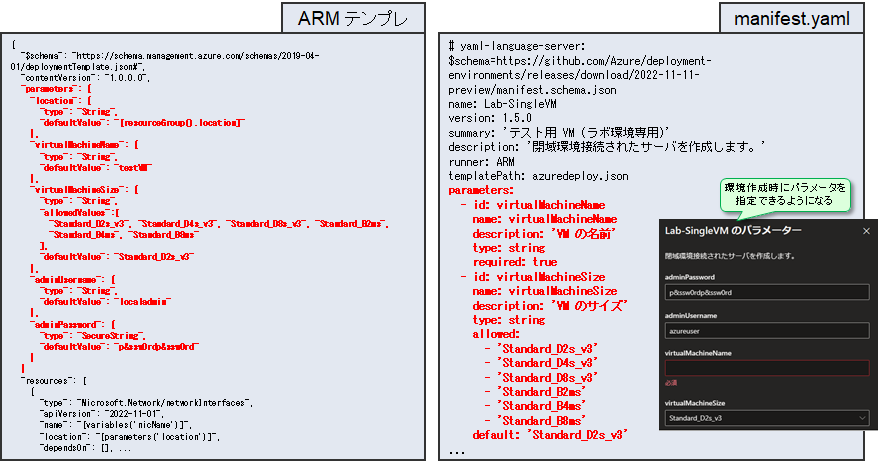 ARM テンプレ
{
"$schema": "https://schema.management.azure.com/schemas/2019-04-
01/deploymentTemplate.json#",
"contentVersion": "1.0.0.0",
"parameters": {
"location": {
"type": "String",
"defaultValue": "[resourceGroup().location]"
},
"virtualMachineName": {
"type": "String",
"defaultValue": "testVM"
},
"virtualMachineSize": {
"type": "String",
"allowedValues":[
"Standard_D2s_v3", "Standard_D4s_v3", "Standard_D8s_v3", "Standard_B2ms",
"Standard_B4ms", "Standard_B8ms"
],
"defaultValue": "Standard_D2s_v3"
},
"adminUsername": {
"type": "String",
"defaultValue": "localadmin"
},
"adminPassword": {
"type": "SecureString",
"defaultValue": "p&ssw0rdp&ssw0rd"
}
}
"resources": [
{
"type": "Microsoft.Network/networkInterfaces",
"apiVersion": "2022-11-01",
"name": "[variables('nicName')]",
"location": "[parameters('location')]",
"dependsOn": [], ...
manifest.yaml
# yaml-language-server:
$schema=https://github.com/Azure/deployment-
environments/releases/download/2022-11-11-
preview/manifest.schema.json
name: Lab-SingleVM
version: 1.5.0
summary: 'テスト用 VM (ラボ環境専用)'
description: '閉域環境接続されたサーバを作成します。'
runner: ARM
templatePath: azuredeploy.json
parameters:
- id: virtualMachineName
name: virtualMachineName
description: 'VM の名前'
type: string
required: true
- id: virtualMachineSize
name: virtualMachineSize
description: 'VM のサイズ'
type: string
allowed:
- 'Standard_D2s_v3'
- 'Standard_D4s_v3'
- 'Standard_D8s_v3'
- 'Standard_B2ms'
- 'Standard_B4ms'
- 'Standard_B8ms'
default: 'Standard_D2s_v3'
...
環境作成時にパラメータを
指定できるようになる
Lab-SingleVM のパラメーター
閉域環境接続されたサーバを作成します。
adminPassword
p&ssw0rdp&ssw0rd
adminUsername
azureuser
virtualMachineName
必須
virtualMachineSize
Standard_D2s_v3